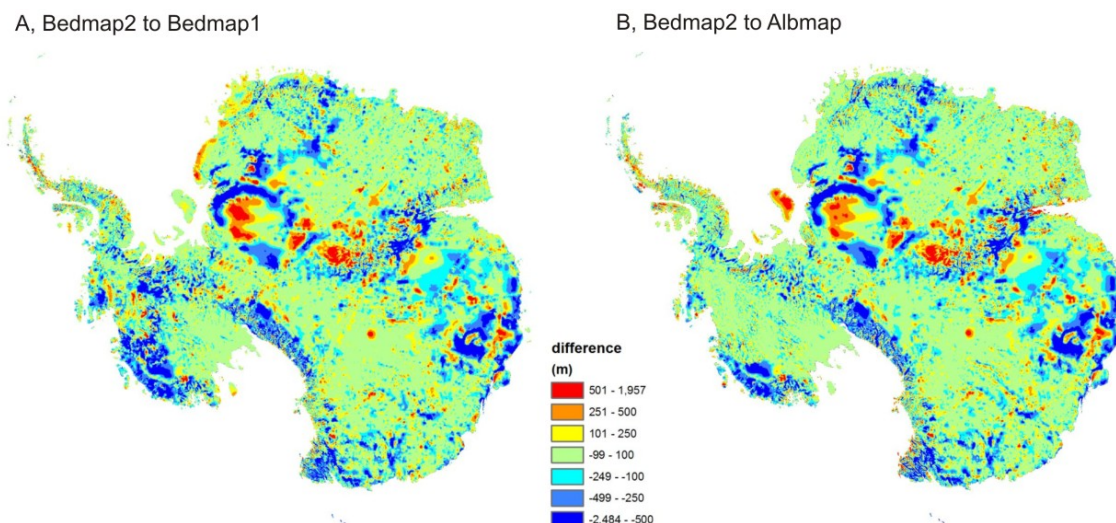 A, Bedmap2 to Bedmap1
B, Bedmap2 to Albmap
difference
(m)
501 - 1,957
251 - 500
101 - 250
-99 - 100
-249 - -100
-499 - -250
-2,484 - -500